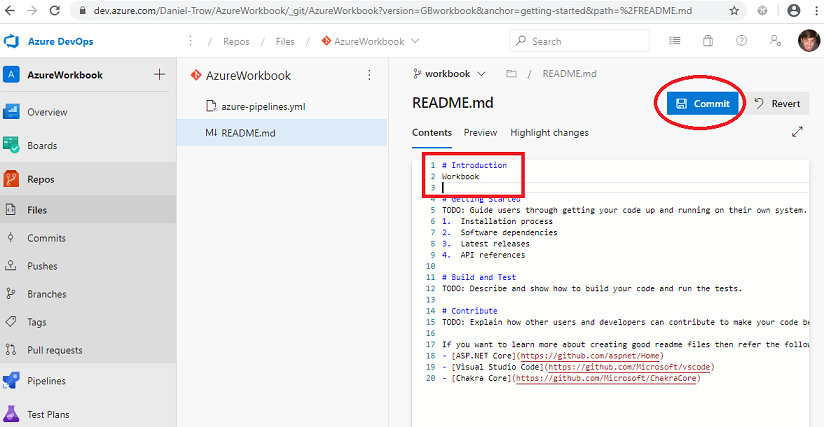 dev.azure.com/Daniel-Trow/AzureWorkbook/_git/AzureWorkbook?version=GBworkbook&anchor=getting-started&path=%2FREADME.md
Azure DevOps
/ Repos / Files / AzureWorkbook
Search
A AzureWorkbook
Overview
Boards
Repos
Files
Commits
Pushes
Branches
Tags
Pull requests
Pipelines
Test Plans
AzureWorkbook
azure-pipelines.yml
M↓ README.md
workbook / README.md
README.md
Commit
Revert
Contents Preview Highlight changes
1 # Introduction
2 Workbook
3
4 # Getting Started
5 TODO: Guide users through getting your code up and running on their own system.
6 1. Installation process
7 2. Software dependencies
8 3. Latest releases
9 4. API references
10
11 # Build and Test
12 TODO: Describe and show how to build your code and run the tests.
13
14 # Contribute
15 TODO: Explain how other users and developers can contribute to make your code be
16
17 If you want to learn more about creating good readme files then refer the follow
18 - [ASP.NET Core](https://github.com/aspnet/Home)
19 - [Visual Studio Code](https://github.com/Microsoft/vscode)
20 - [Chakra Core](https://github.com/Microsoft/ChakraCore)